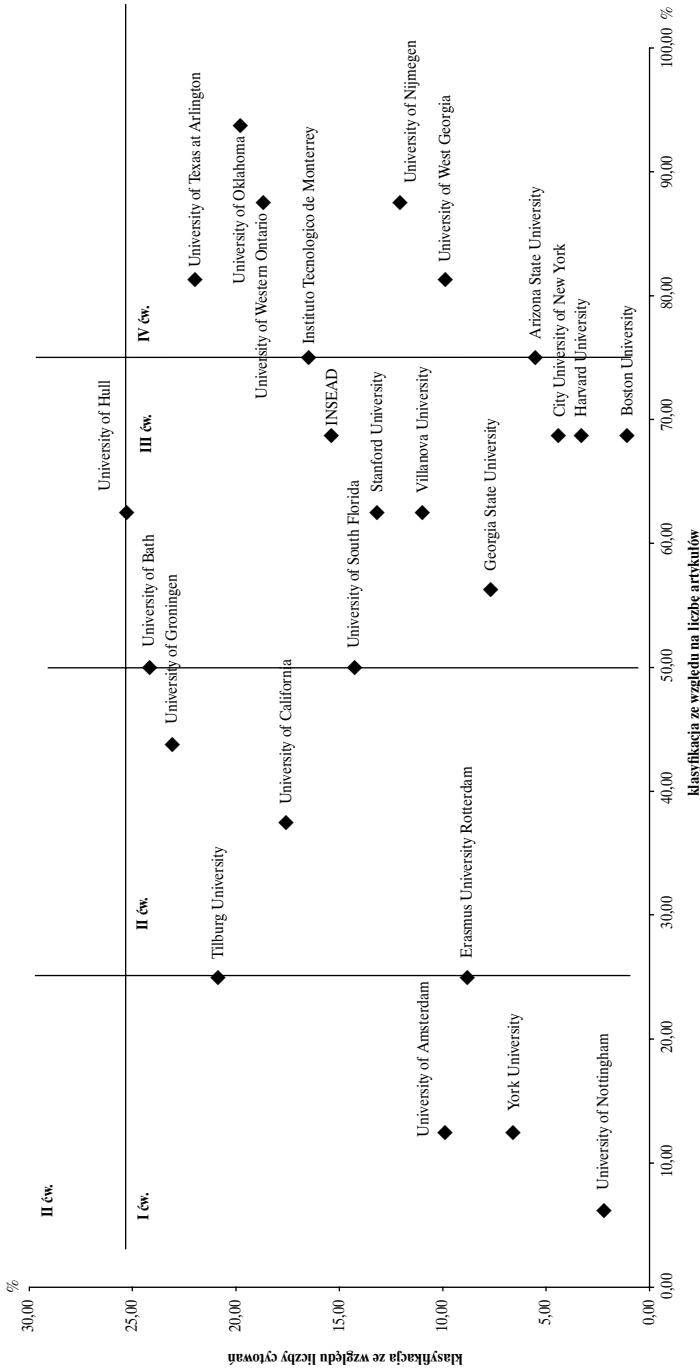 %
30,00
25,00
20,00
15,00
10,00
5,00
0,00
klasyfikacja ze względu liczby cytowań
II ćw.
I ćw.
II ćw.
III ćw.
IV ćw.
University of Hull
University of Bath
University of Groningen
University of Texas at Arlington
Tilburg University
University of Oklahoma
University of Western Ontario
University of California
Instituto Tecnologico de Monterrey
INSEAD
University of South Florida
Stanford University
University of Nijmegen
Villanova University
University of Amsterdam
University of West Georgia
Erasmus University Rotterdam
Georgia State University
York University
Arizona State University
City University of New York
Harvard University
University of Nottingham
Boston University
0,00
10,00
20,00
30,00
40,00
50,00
60,00
70,00
80,00
90,00
100,00
%
klasyfikacja ze względu na liczbę artykułów